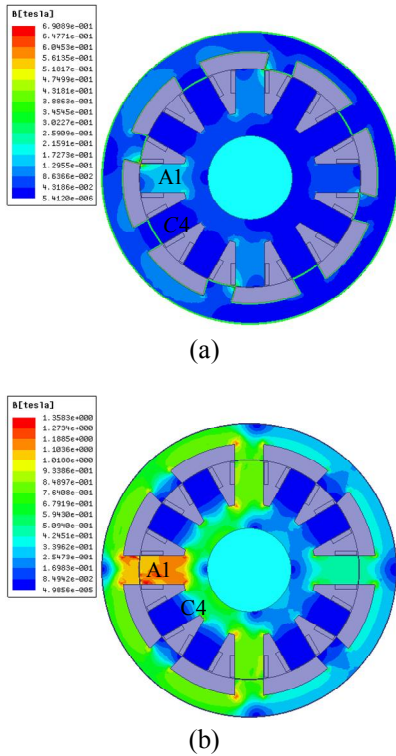 B[tesla]
6.9089e-001
6.4771e-001
6.0453e-001
5.6135e-001
5.1817e-001
4.7499e-001
4.3181e-001
3.8863e-001
3.4545e-001
3.0227e-001
2.5909e-001
2.1591e-001
1.7273e-001
1.2955e-001
8.6366e-002
4.3186e-002
5.4120e-006
A1
C4
(a)
B[tesla]
1.3583e+000
1.2734e+000
1.1885e+000
1.1036e+000
1.0188e+000
9.3386e-001
8.4897e-001
7.6408e-001
6.7919e-001
5.9430e-001
5.0940e-001
4.2451e-001
3.3962e-001
2.5473e-001
1.6983e-001
8.4942e-002
4.9856e-005
A1
C4
(b)